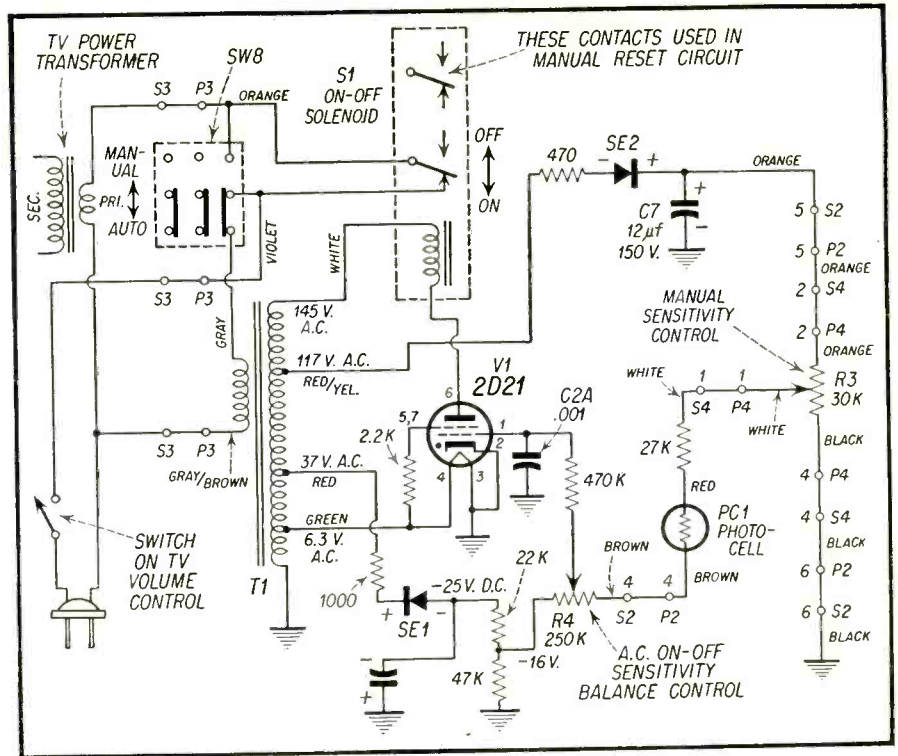 TV POWER
TRANSFORMER
SW8
S3 P3
ORANGE
S1
ON-OFF
SOLENOID
THESE CONTACTS USED IN
MANUAL RESET CIRCUIT
OFF
ON
SEC.
PRI.
MAN-
UAL
AUTO
VIOLET
S3 P3
GRAY
WHITE
470
- SE2 +
ORANGE
+
C7
12µf
150 V.
-
5 S2
5 P2
ORANGE
2 S4
2 P4
ORANGE
MANUAL
SENSITIVITY
CONTROL
R3
30K
145 V.
A.C.
117 V. A.C.
RED/YEL.
V1
2D21
6
5,7
1
2
4
3
C2A
.001
2.2K
WHITE
1 1
S4 P4
WHITE
27K
BLACK
37 V. A.C.
RED
470K
RED
4 P4
S3 P3
GRAY/BROWN
GREEN
6.3 V.
A.C.
PC1
PHOTO-
CELL
4 S4
BLACK
SWITCH
ON TV
VOLUME
CONTROL
T1
1000
+ SE1 -
-25V. D.C.
22K
BROWN
4 4
S2 P2
BROWN
6 P2
6 S2
BLACK
R4
250K
-16V.
47K
-
+
A.C. ON-OFF
SENSITIVITY
BALANCE CONTROL